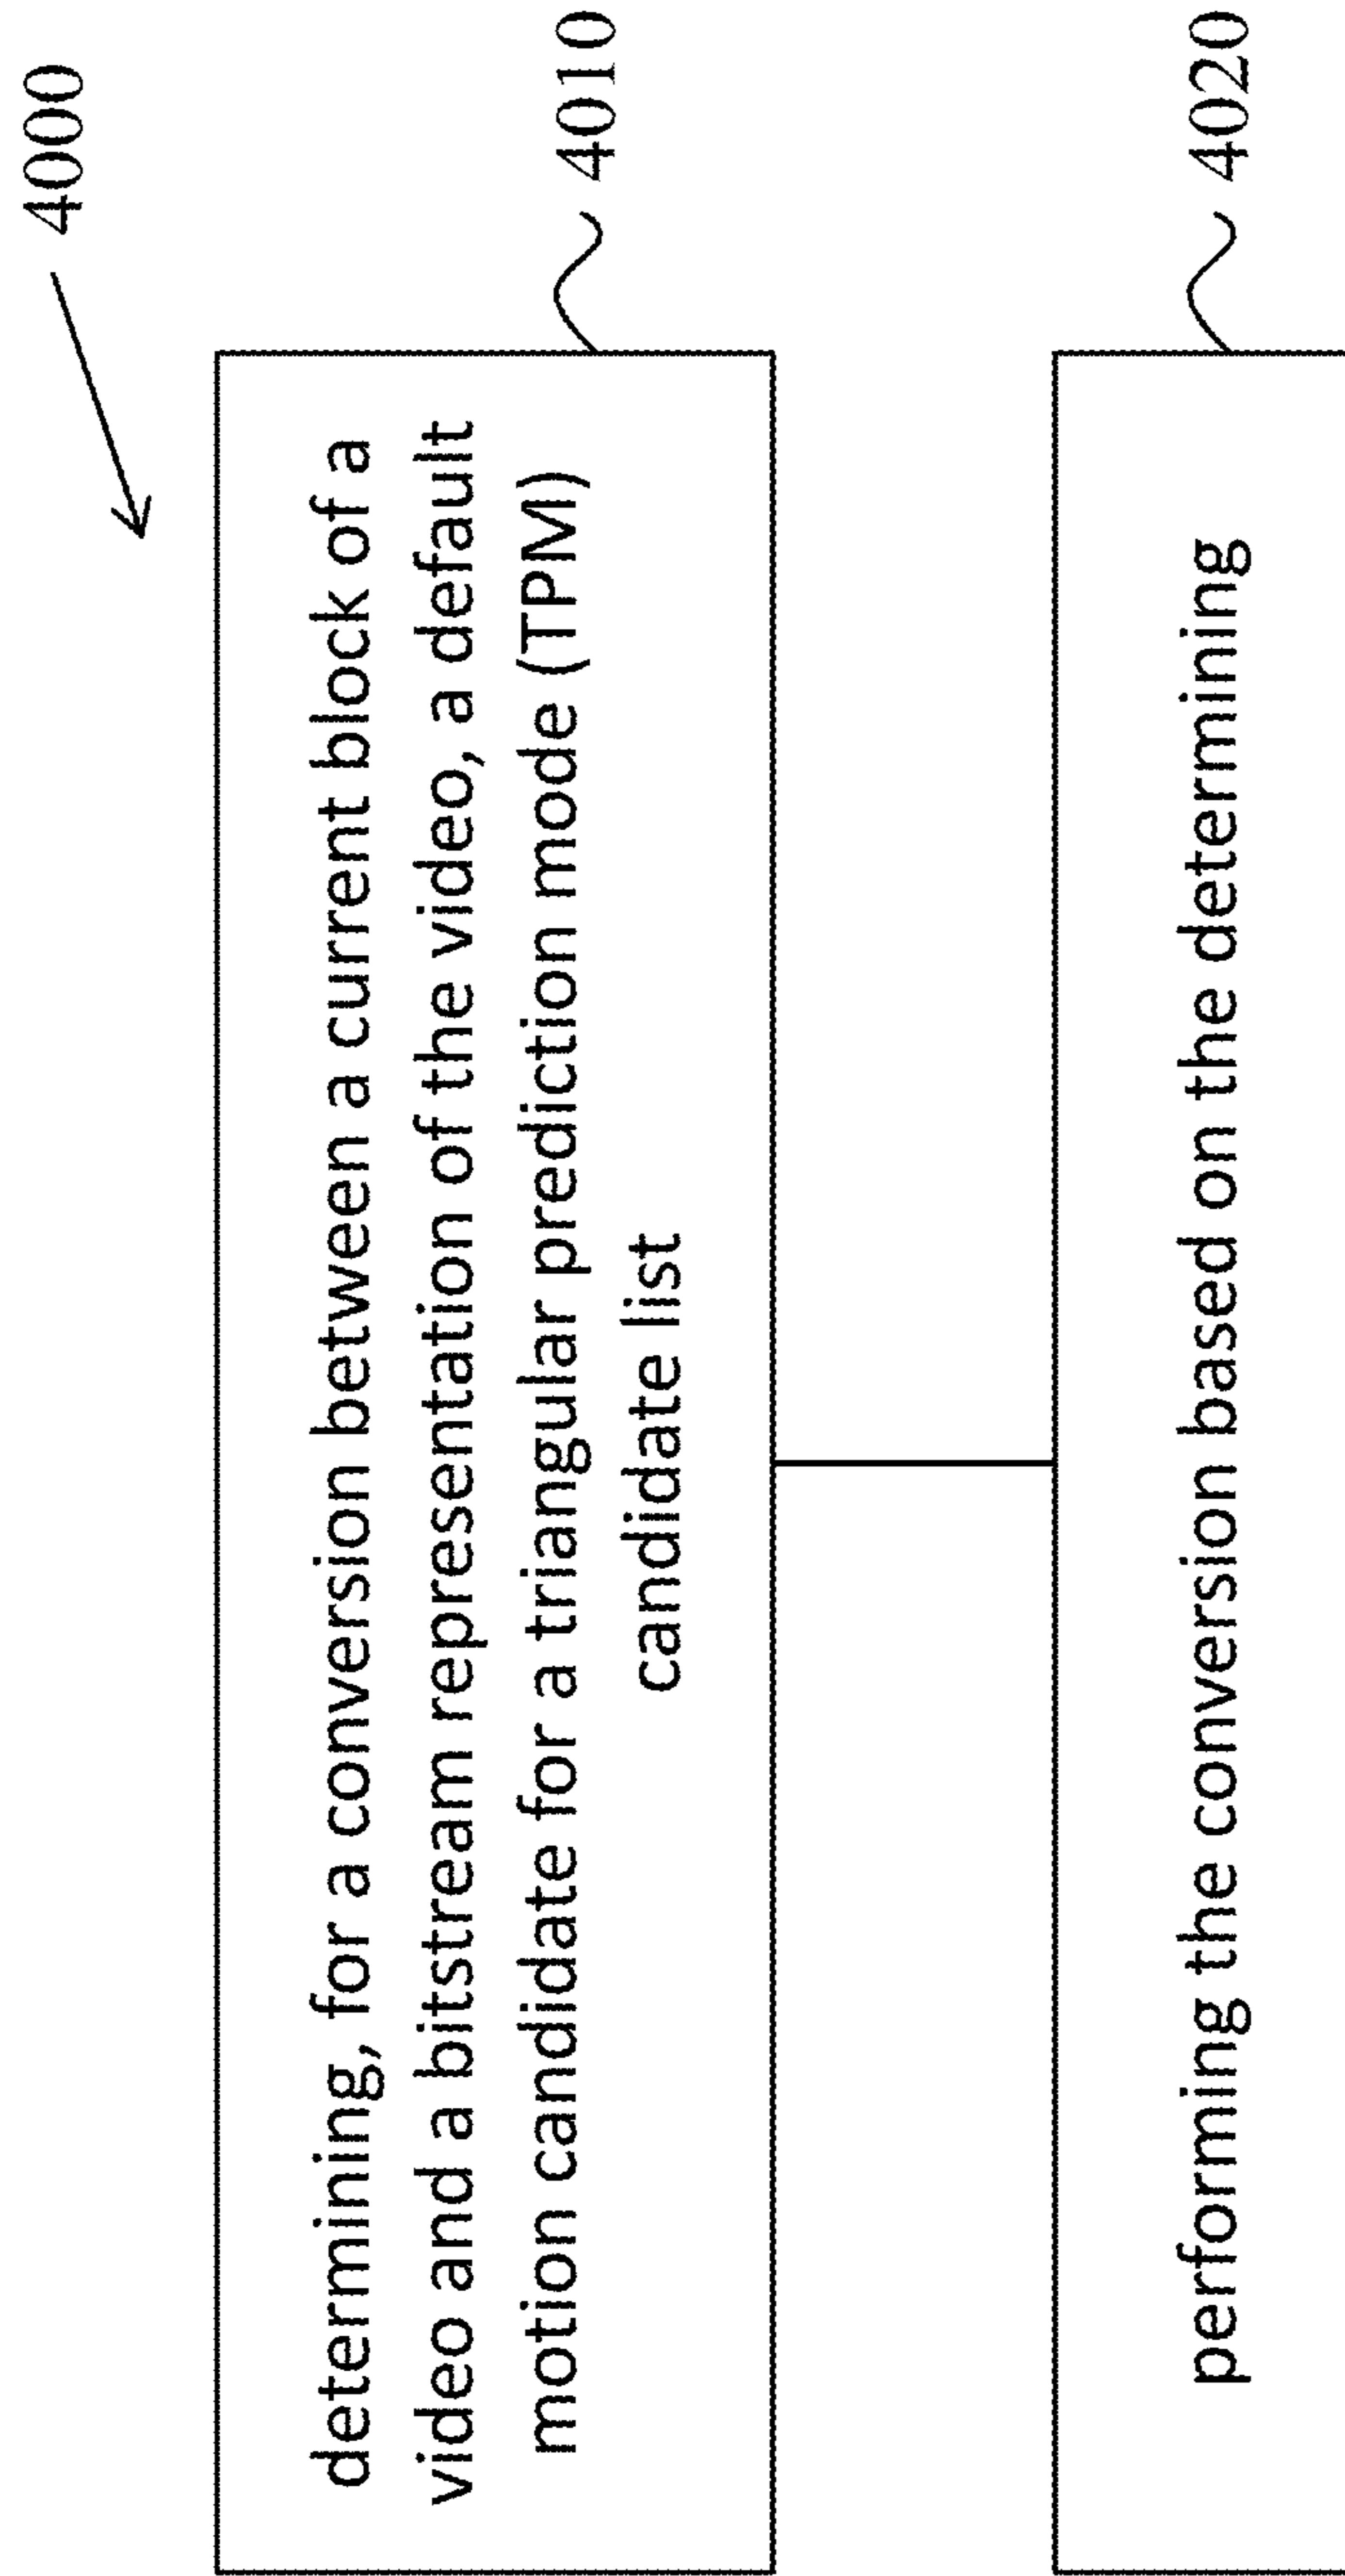 4000
determining, for a conversion between a current block of a
video and a bitstream representation of the video, a default
motion candidate for a triangular prediction mode (TPM)
candidate list
4010
performing the conversion based on the determining
4020